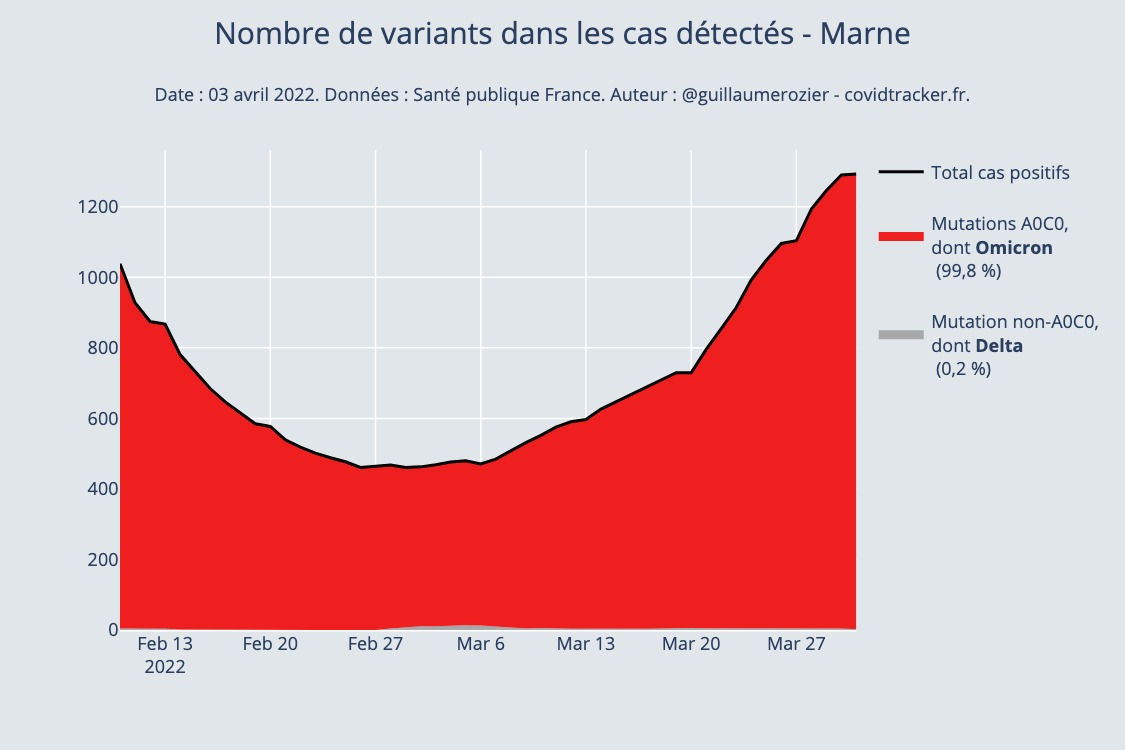 Nombre de variants dans les cas détectés - Marne
Date : 03 avril 2022. Données : Santé publique France. Auteur : @guillaumerozier - covidtracker.fr.
Total cas positifs
Mutations A0C0,
dont Omicron
(99,8 %)
Mutation non-A0C0,
dont Delta
(0,2 %)
1200
1000
800
600
400
200
0
Feb 13
2022
Feb 20
Feb 27
Mar 6
Mar 13
Mar 20
Mar 27